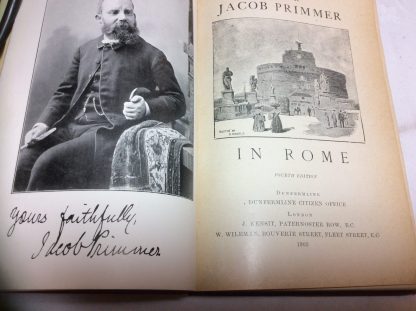 yours faithfully,
Jacob Primmer
JACOB PRIMMER
IN ROME
FOURTH EDITION
DUNFERMLINE
DUNFERMLINE CITIZEN OFFICE
LONDON
J. KENSIT, PATERNOSTER ROW, E.C.
W. WILEMAN, BOUVERIE STREET, FLEET STREET, E.C